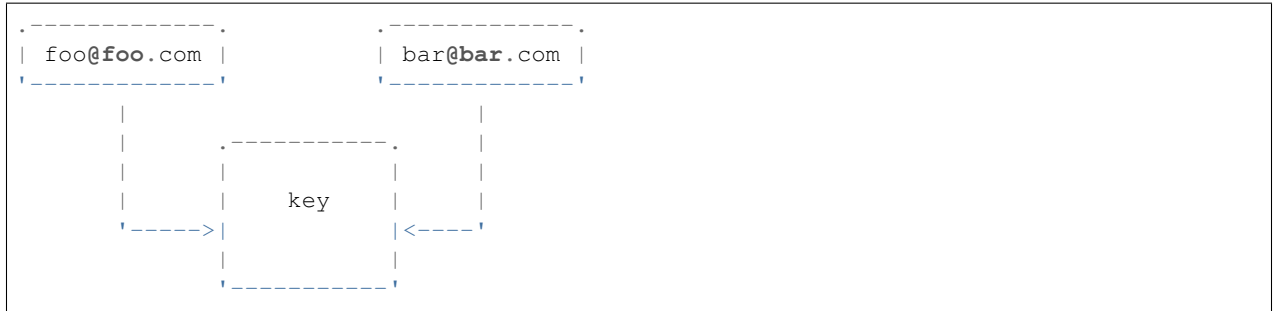 .-------------.          .-------------.
| foo@foo.com |          | bar@bar.com |
'-------------'          '-------------'
       |                        |
       |      .-----------.     |
       |      |           |     |
       |      |    key    |     |
       '----->|           |<----'
              |           |
              '-----------'